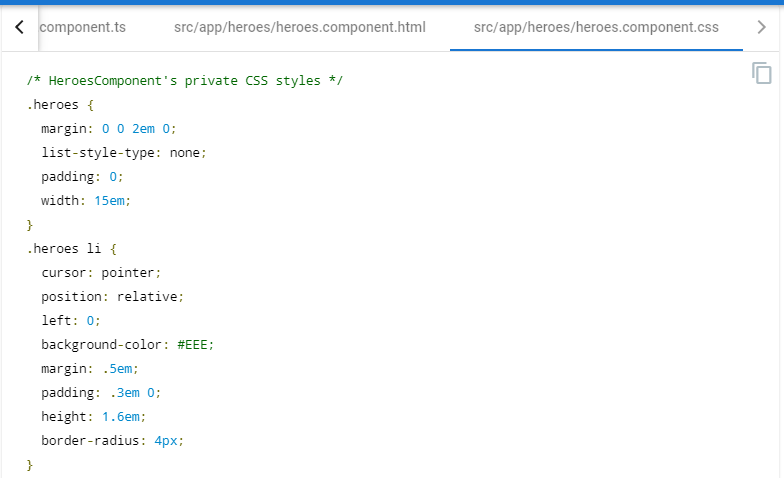 component.ts src/app/heroes/heroes.component.html src/app/heroes/heroes.component.css
/* HeroesComponent's private CSS styles */
.heroes {
  margin: 0 0 2em 0;
  list-style-type: none;
  padding: 0;
  width: 15em;
}
.heroes li {
  cursor: pointer;
  position: relative;
  left: 0;
  background-color: #EEE;
  margin: .5em;
  padding: .3em 0;
  height: 1.6em;
  border-radius: 4px;
}